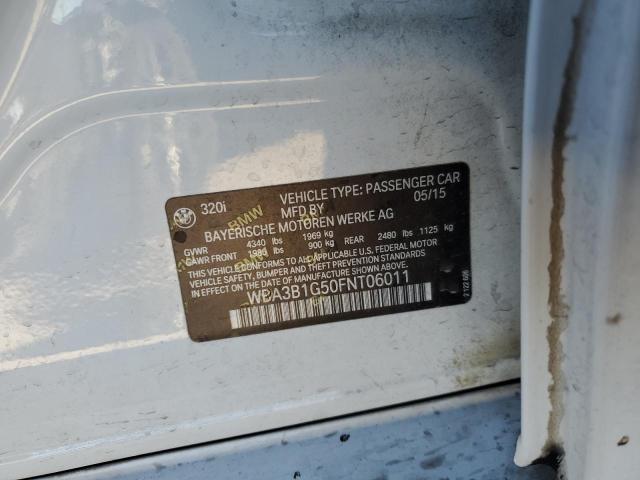 320i VEHICLE TYPE: PASSENGER CAR
MFD BY 05/15
BAYERISCHE MOTOREN WERKE AG
GVWR 4340 lbs 1969 kg
GAWR FRONT 1984 lbs 900 kg REAR 2480 lbs 1125 kg
THIS VEHICLE CONFORMS TO ALL APPLICABLE U.S. FEDERAL MOTOR
VEHICLE SAFETY, BUMPER, AND THEFT PREVENTION STANDARDS IN
EFFECT ON THE DATE OF MANUFACTURE SHOWN ABOVE.
WBA3B1G50FNT06011